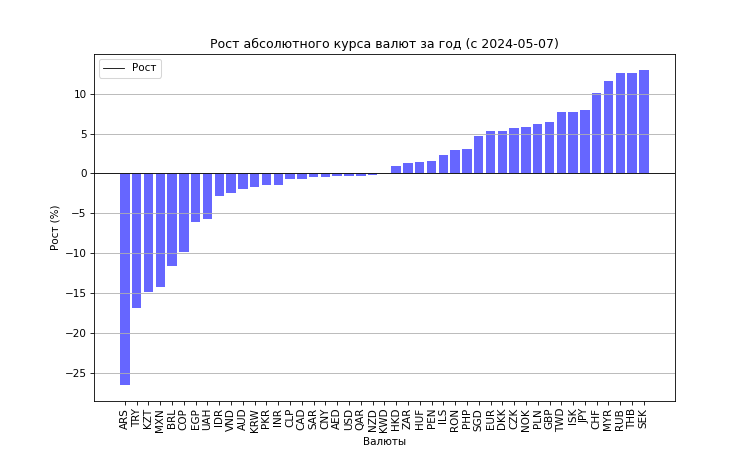 Рост абсолютного курса валют за год (с 2024-05-07)
Рост
Рост (%)
10
5
0
−5
−10
−15
−20
−25
ARS TRY KZT MXN BRL COP EGP UAH IDR VND AUD KRW PKR INR CLP CAD SAR CNY AED USD QAR NZD KWD HKD ZAR HUF PEN ILS RON PHP SGD EUR DKK CZK NOK PLN GBP TWD ISK JPY CHF MYR RUB THB SEK
Валюты